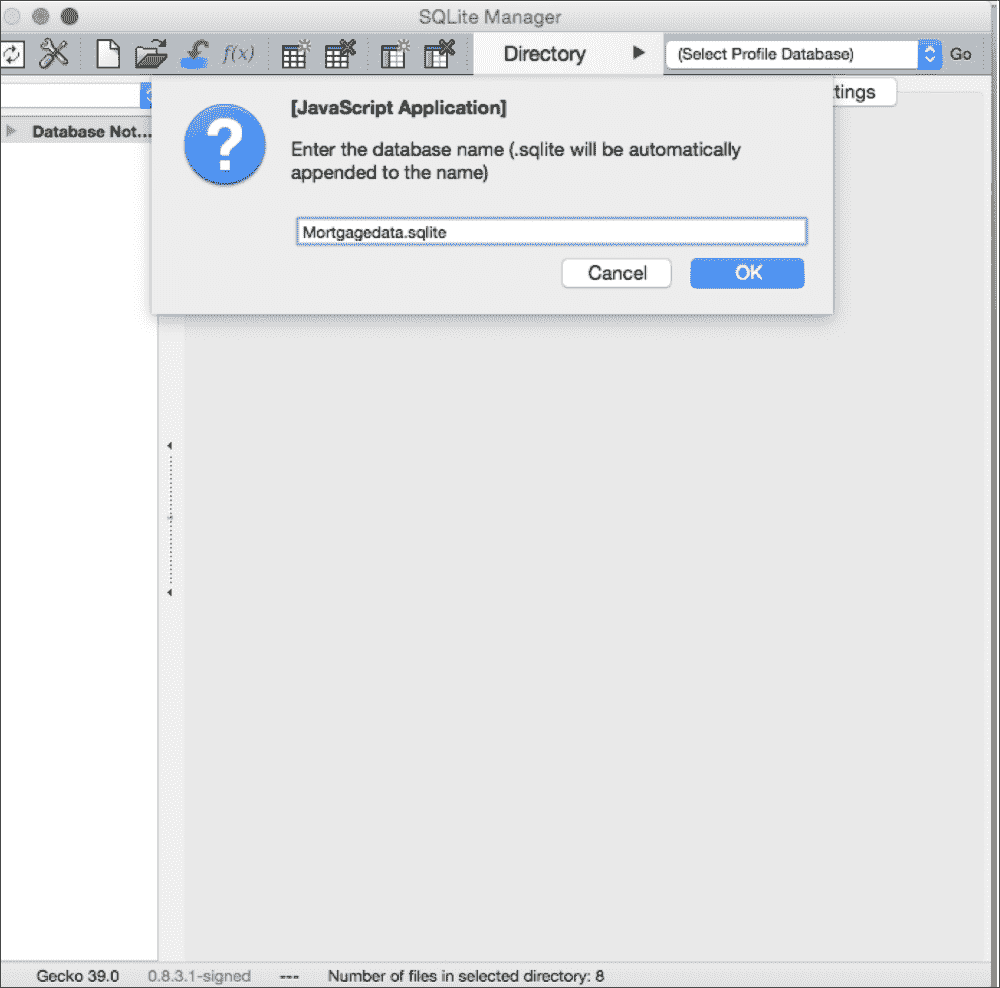 SQLite Manager
f(x)
Directory
(Select Profile Database)
Go
tings
Database Not...
[JavaScript Application]
Enter the database name (.sqlite will be automatically
appended to the name)
Mortgagedata.sqlite
Cancel
OK
Gecko 39.0
0.8.3.1-signed
---
Number of files in selected directory: 8